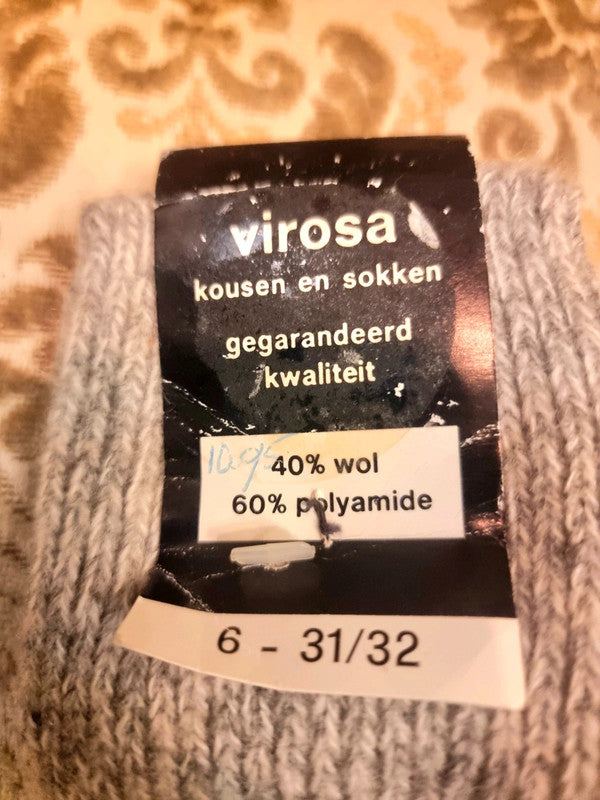 virosa
kousen en sokken
gegarandeerd
kwaliteit
10.95
40% wol
60% polyamide
6 - 31/32